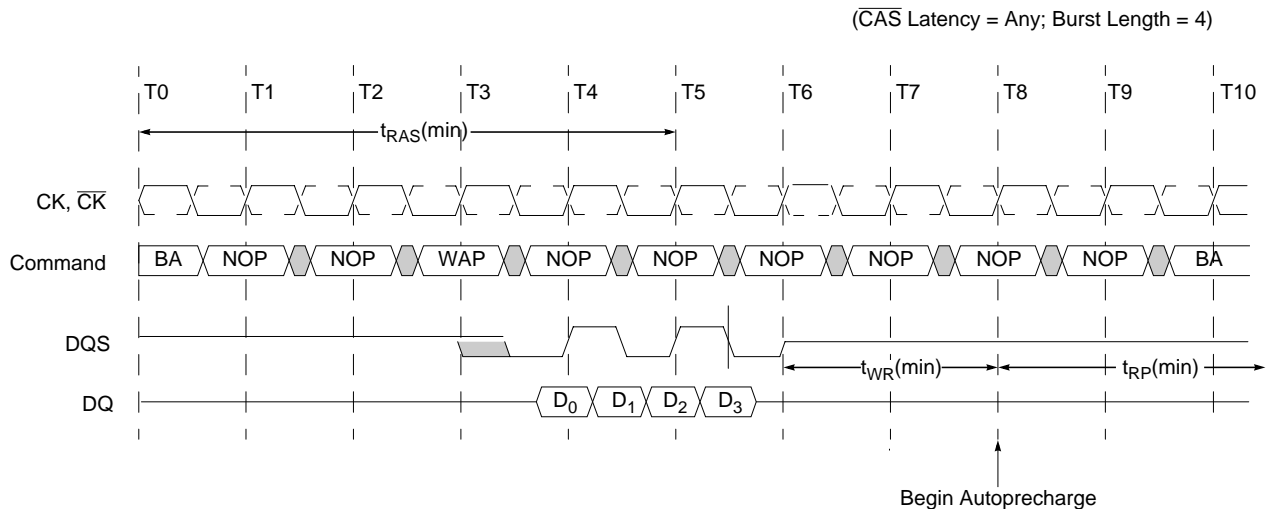 (C̅A̅S̅ Latency = Any; Burst Length = 4)
T0 T1 T2 T3 T4 T5 T6 T7 T8 T9 T10
tRAS(min)
CK, C̅K̅
Command BA NOP NOP WAP NOP NOP NOP NOP NOP NOP BA
DQS
tWR(min) tRP(min)
DQ D0 D1 D2 D3
Begin Autoprecharge